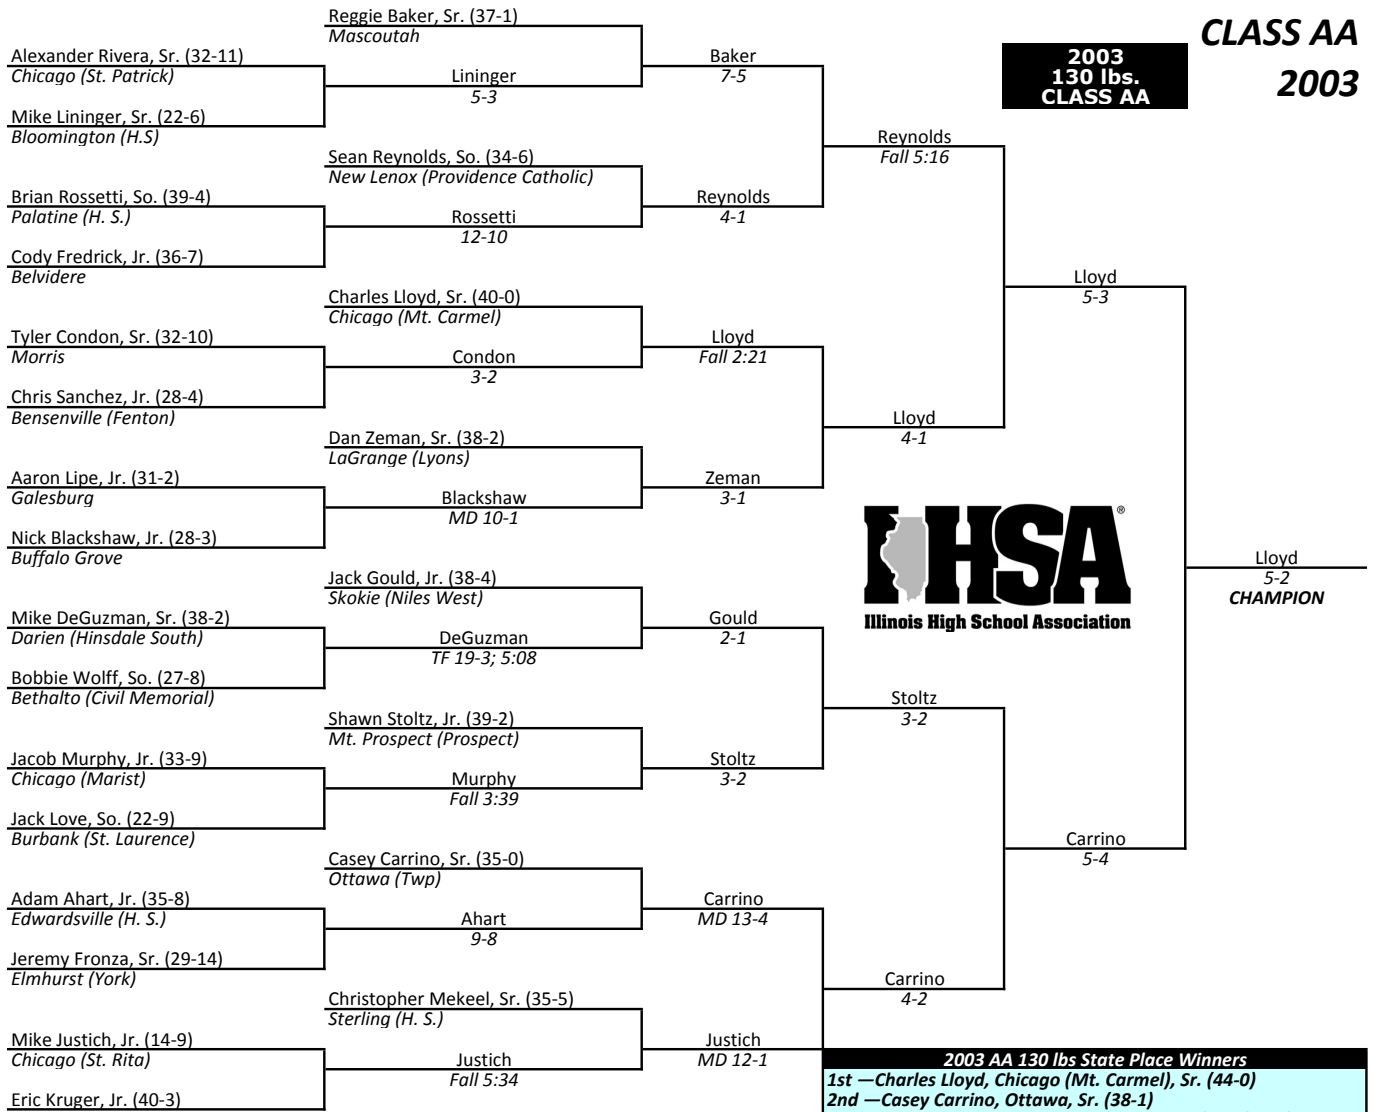 CLASS AA
2003
2003
130 lbs.
CLASS AA
Reggie Baker, Sr. (37-1)
Mascoutah
Alexander Rivera, Sr. (32-11)
Chicago (St. Patrick)
Lininger
5-3
Mike Lininger, Sr. (22-6)
Bloomington (H.S)
Baker
7-5
Sean Reynolds, So. (34-6)
New Lenox (Providence Catholic)
Brian Rossetti, So. (39-4)
Palatine (H. S.)
Rossetti
12-10
Cody Fredrick, Jr. (36-7)
Belvidere
Reynolds
4-1
Reynolds
Fall 5:16
Charles Lloyd, Sr. (40-0)
Chicago (Mt. Carmel)
Tyler Condon, Sr. (32-10)
Morris
Condon
3-2
Chris Sanchez, Jr. (28-4)
Bensenville (Fenton)
Lloyd
Fall 2:21
Dan Zeman, Sr. (38-2)
LaGrange (Lyons)
Aaron Lipe, Jr. (31-2)
Galesburg
Blackshaw
MD 10-1
Nick Blackshaw, Jr. (28-3)
Buffalo Grove
Zeman
3-1
Lloyd
4-1
Lloyd
5-3
IHSA®
Illinois High School Association
Lloyd
5-2
CHAMPION
Jack Gould, Jr. (38-4)
Skokie (Niles West)
Mike DeGuzman, Sr. (38-2)
Darien (Hinsdale South)
DeGuzman
TF 19-3; 5:08
Bobbie Wolff, So. (27-8)
Bethalto (Civil Memorial)
Gould
2-1
Shawn Stoltz, Jr. (39-2)
Mt. Prospect (Prospect)
Jacob Murphy, Jr. (33-9)
Chicago (Marist)
Murphy
Fall 3:39
Jack Love, So. (22-9)
Burbank (St. Laurence)
Stoltz
3-2
Stoltz
3-2
Casey Carrino, Sr. (35-0)
Ottawa (Twp)
Adam Ahart, Jr. (35-8)
Edwardsville (H. S.)
Ahart
9-8
Jeremy Fronza, Sr. (29-14)
Elmhurst (York)
Carrino
MD 13-4
Carrino
5-4
Christopher Mekeel, Sr. (35-5)
Sterling (H. S.)
Mike Justich, Jr. (14-9)
Chicago (St. Rita)
Justich
Fall 5:34
Eric Kruger, Jr. (40-3)
Justich
MD 12-1
Carrino
4-2
2003 AA 130 lbs State Place Winners
1st —Charles Lloyd, Chicago (Mt. Carmel), Sr. (44-0)
2nd —Casey Carrino, Ottawa, Sr. (38-1)